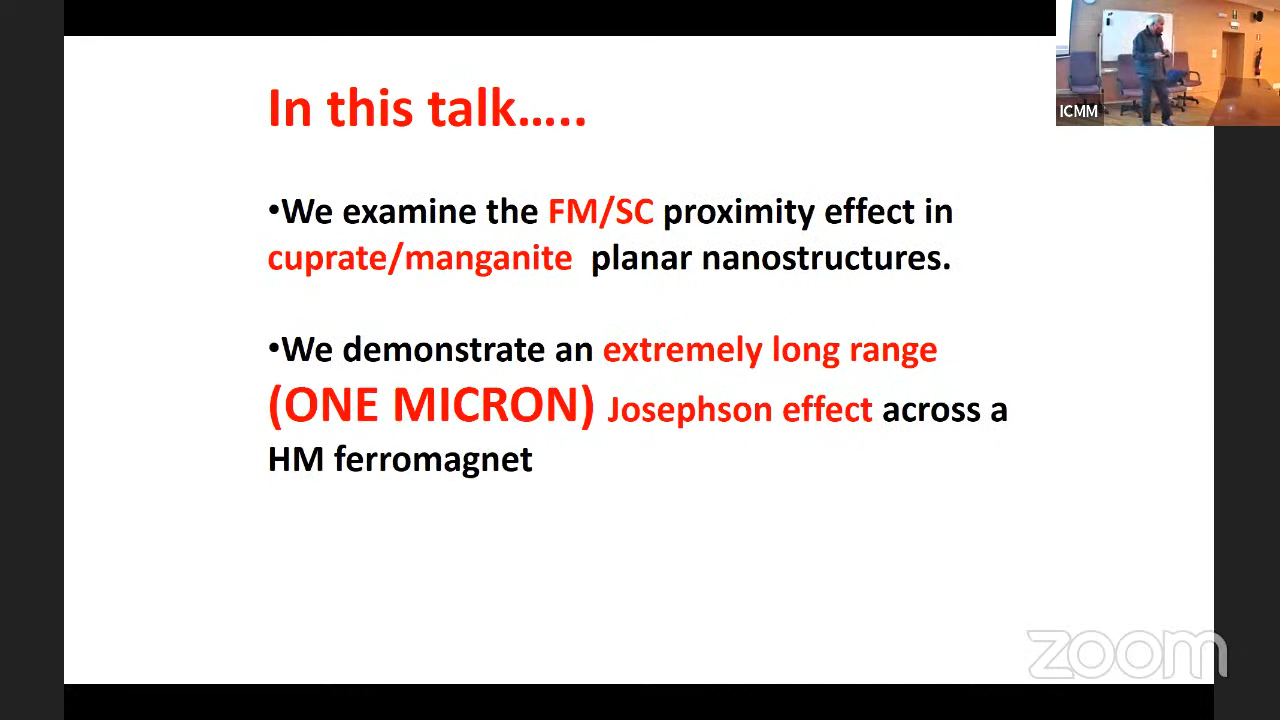 In this talk.....
•We examine the FM/SC proximity effect in
cuprate/manganite planar nanostructures.
•We demonstrate an extremely long range
(ONE MICRON) Josephson effect across a
HM ferromagnet
ICMM
zoom